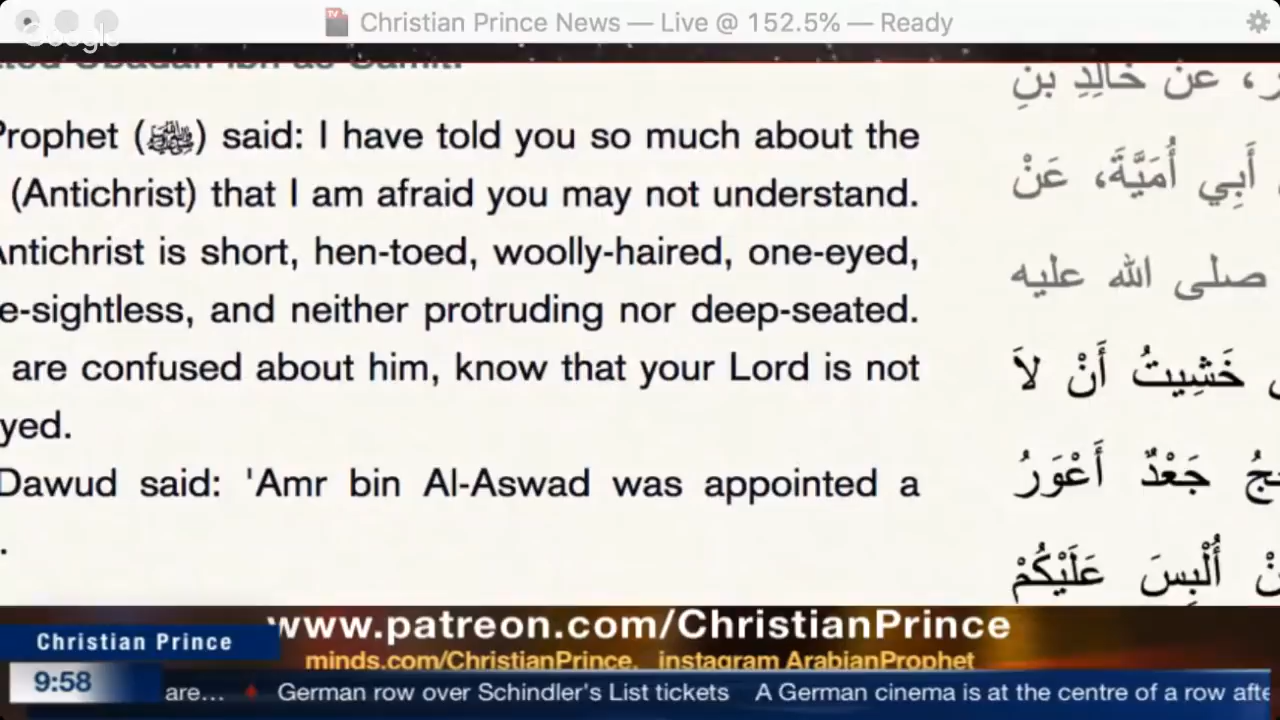 Christian Prince News — Live @ 152.5% — Ready
Google
Prophet (ﷺ) said: I have told you so much about the
(Antichrist) that I am afraid you may not understand.
Antichrist is short, hen-toed, woolly-haired, one-eyed,
e-sightless, and neither protruding nor deep-seated.
are confused about him, know that your Lord is not
yed.
Dawud said: 'Amr bin Al-Aswad was appointed a
.
ر، عن خَالِدِ بنِ
أَبِي أُمَيَّةَ، عَنْ
صلى الله عليه
خَشِيتُ أَنْ لاَ
جُ جَعْدٌ أَعْوَرُ
نْ أُلْبِسَ عَلَيْكُمْ
www.patreon.com/ChristianPrince
Christian Prince
minds.com/ChristianPrince, instagram ArabianProphet
9:58
are... German row over Schindler's List tickets A German cinema is at the centre of a row afte